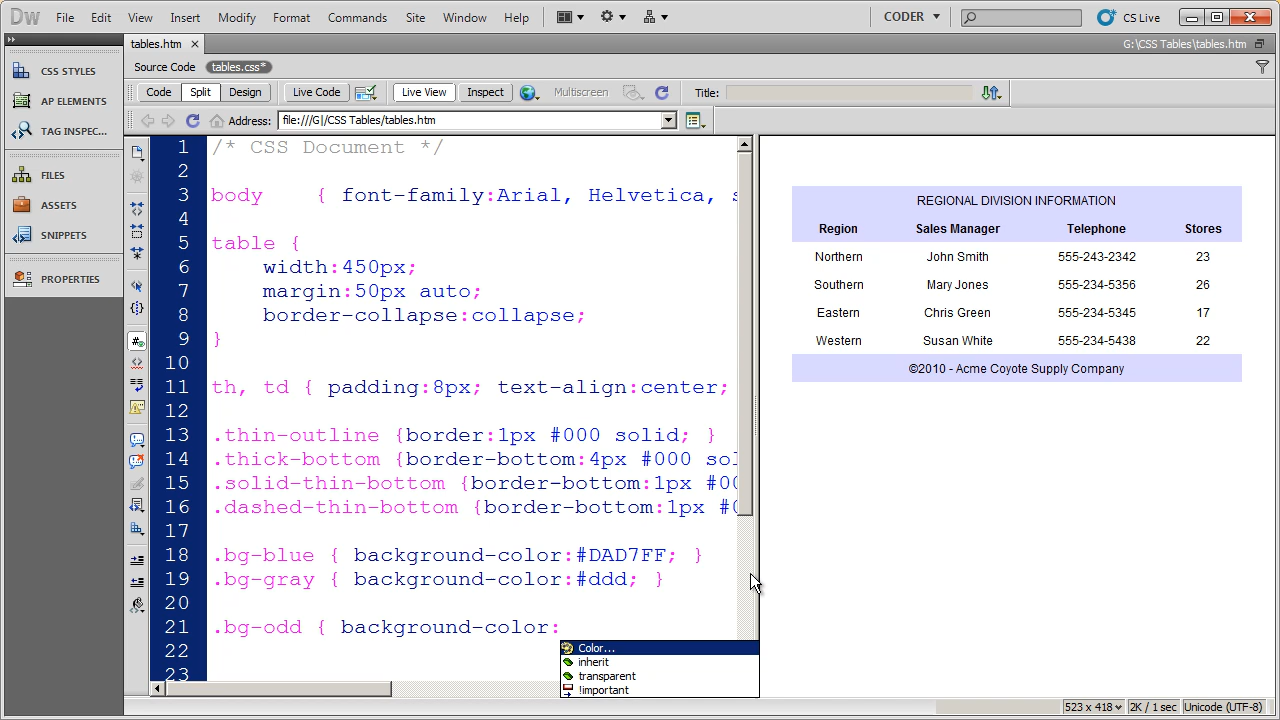 Dw File Edit View Insert Modify Format Commands Site Window Help CODER CS Live
tables.htm G:\CSS Tables\tables.htm
Source Code tables.css*
Code Split Design Live Code Live View Inspect Multiscreen Title:
Address: file:///G|/CSS Tables/tables.htm
CSS STYLES
AP ELEMENTS
TAG INSPEC...
FILES
ASSETS
SNIPPETS
PROPERTIES
1 /* CSS Document */
2
3 body { font-family:Arial, Helvetica, s
4
5 table {
6 width:450px;
7 margin:50px auto;
8 border-collapse:collapse;
9 }
10
11 th, td { padding:8px; text-align:center;
12
13 .thin-outline {border:1px #000 solid; }
14 .thick-bottom {border-bottom:4px #000 sol
15 .solid-thin-bottom {border-bottom:1px #00
16 .dashed-thin-bottom {border-bottom:1px #0
17
18 .bg-blue { background-color:#DAD7FF; }
19 .bg-gray { background-color:#ddd; }
20
21 .bg-odd { background-color:
22
23
Color...
inherit
transparent
!important
REGIONAL DIVISION INFORMATION
Region Sales Manager Telephone Stores
Northern John Smith 555-243-2342 23
Southern Mary Jones 555-234-5356 26
Eastern Chris Green 555-234-5345 17
Western Susan White 555-234-5438 22
©2010 - Acme Coyote Supply Company
523 x 418 2K / 1 sec Unicode (UTF-8)